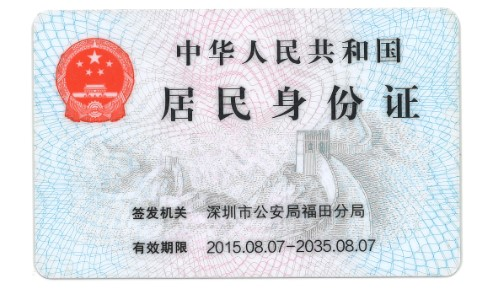 中华人民共和国
居民身份证
签发机关 深圳市公安局福田分局
有效期限 2015.08.07-2035.08.07